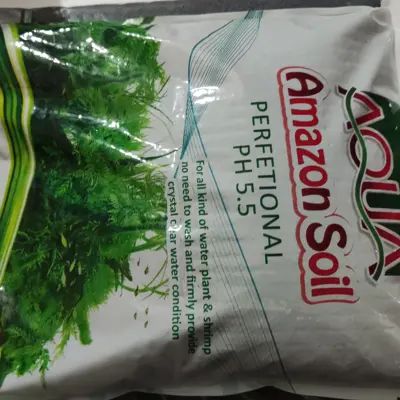 AQUA
Amazon Soil
PERFETIONAL
PH 5.5
For all kind of water plant & shrimp
no need to wash and firmly provide
crystal clear water condition